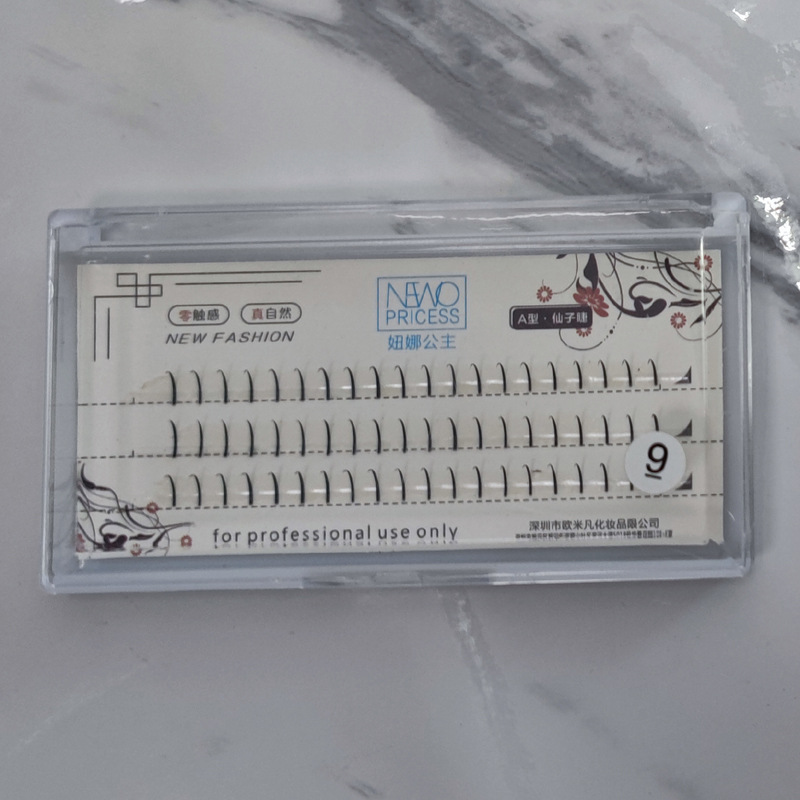 零触感 真自然
NEW FASHION
NEWO
PRICESS
妞娜公主
A型·仙子睫
9
for professional use only
深圳市欧米凡化妆品限公司